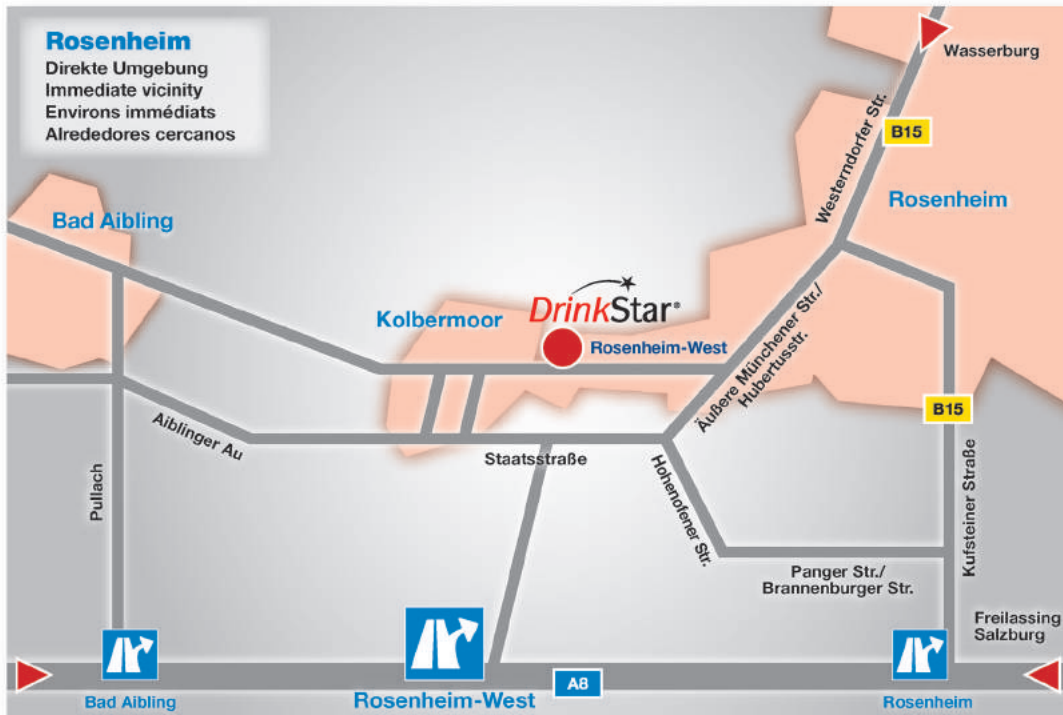 Rosenheim
Direkte Umgebung
Immediate vicinity
Environs immédiats
Alrededores cercanos
Wasserburg
B15
Westerndorfer Str.
Rosenheim
Bad Aibling
DrinkStar®
Kolbermoor
Rosenheim-West
Äußere Münchener Str./
Hubertusstr.
B15
Aiblinger Au
Staatsstraße
Pullach
Hohenofener Str.
Kufsteiner Straße
Panger Str./
Brannenburger Str.
Freilassing
Salzburg
A8
Bad Aibling
Rosenheim-West
Rosenheim